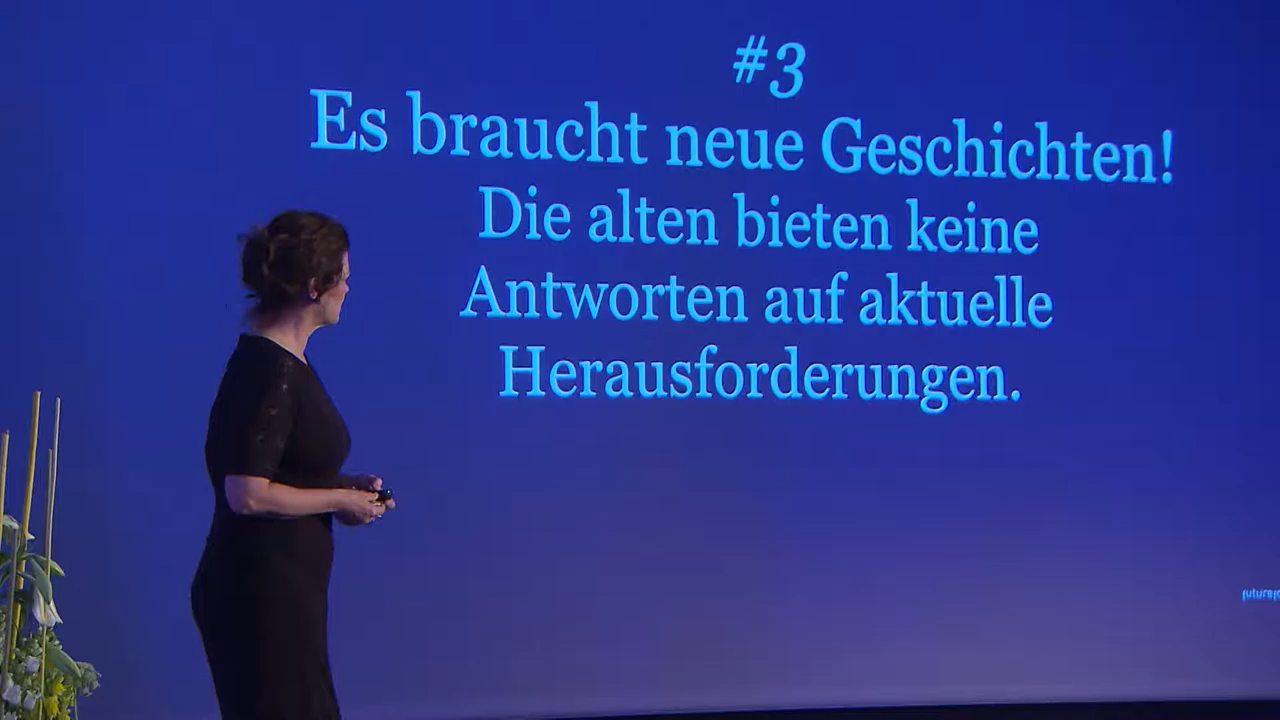 #3
Es braucht neue Geschichten!
Die alten bieten keine
Antworten auf aktuelle
Herausforderungen.